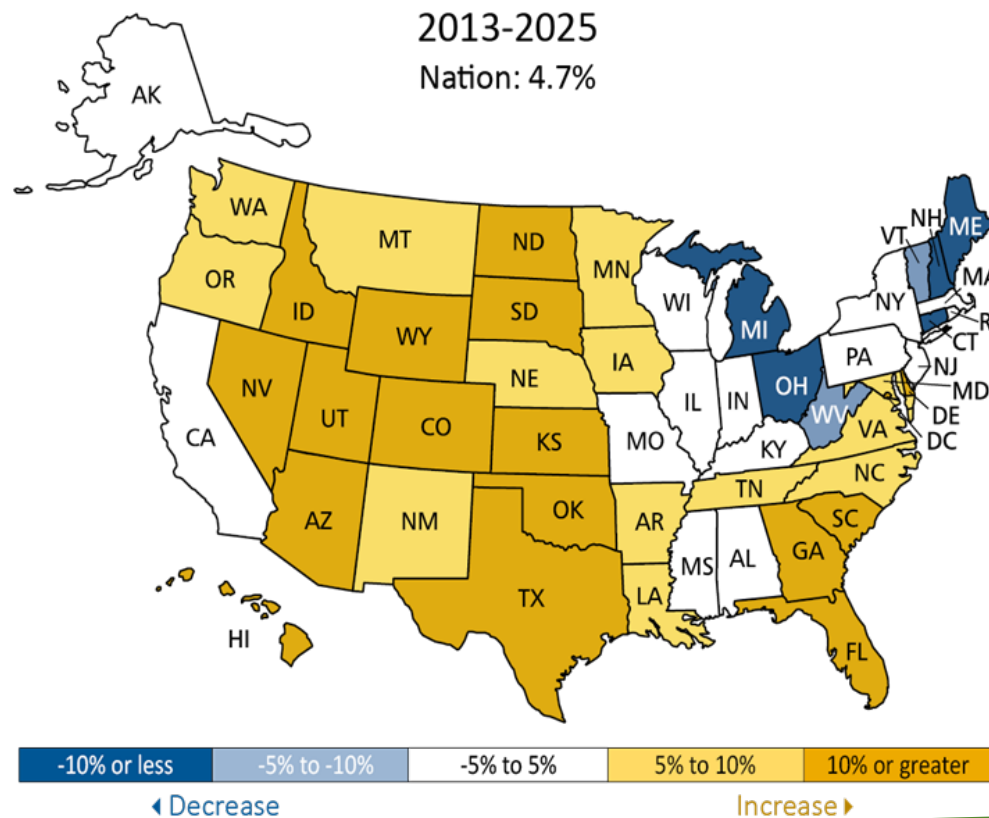 2013-2025
Nation: 4.7%
AK
WA
MT
ND
MN
OR
ID
WY
SD
WI
MI
NH
ME
VT
NY
MA
R
CT
NV
UT
CO
NE
IA
IL
IN
OH
PA
NJ
MD
DE
DC
CA
KS
MO
KY
WV
VA
AZ
NM
OK
AR
TN
NC
SC
HI
TX
LA
MS
AL
GA
FL
-10% or less
-5% to -10%
-5% to 5%
5% to 10%
10% or greater
Decrease
Increase